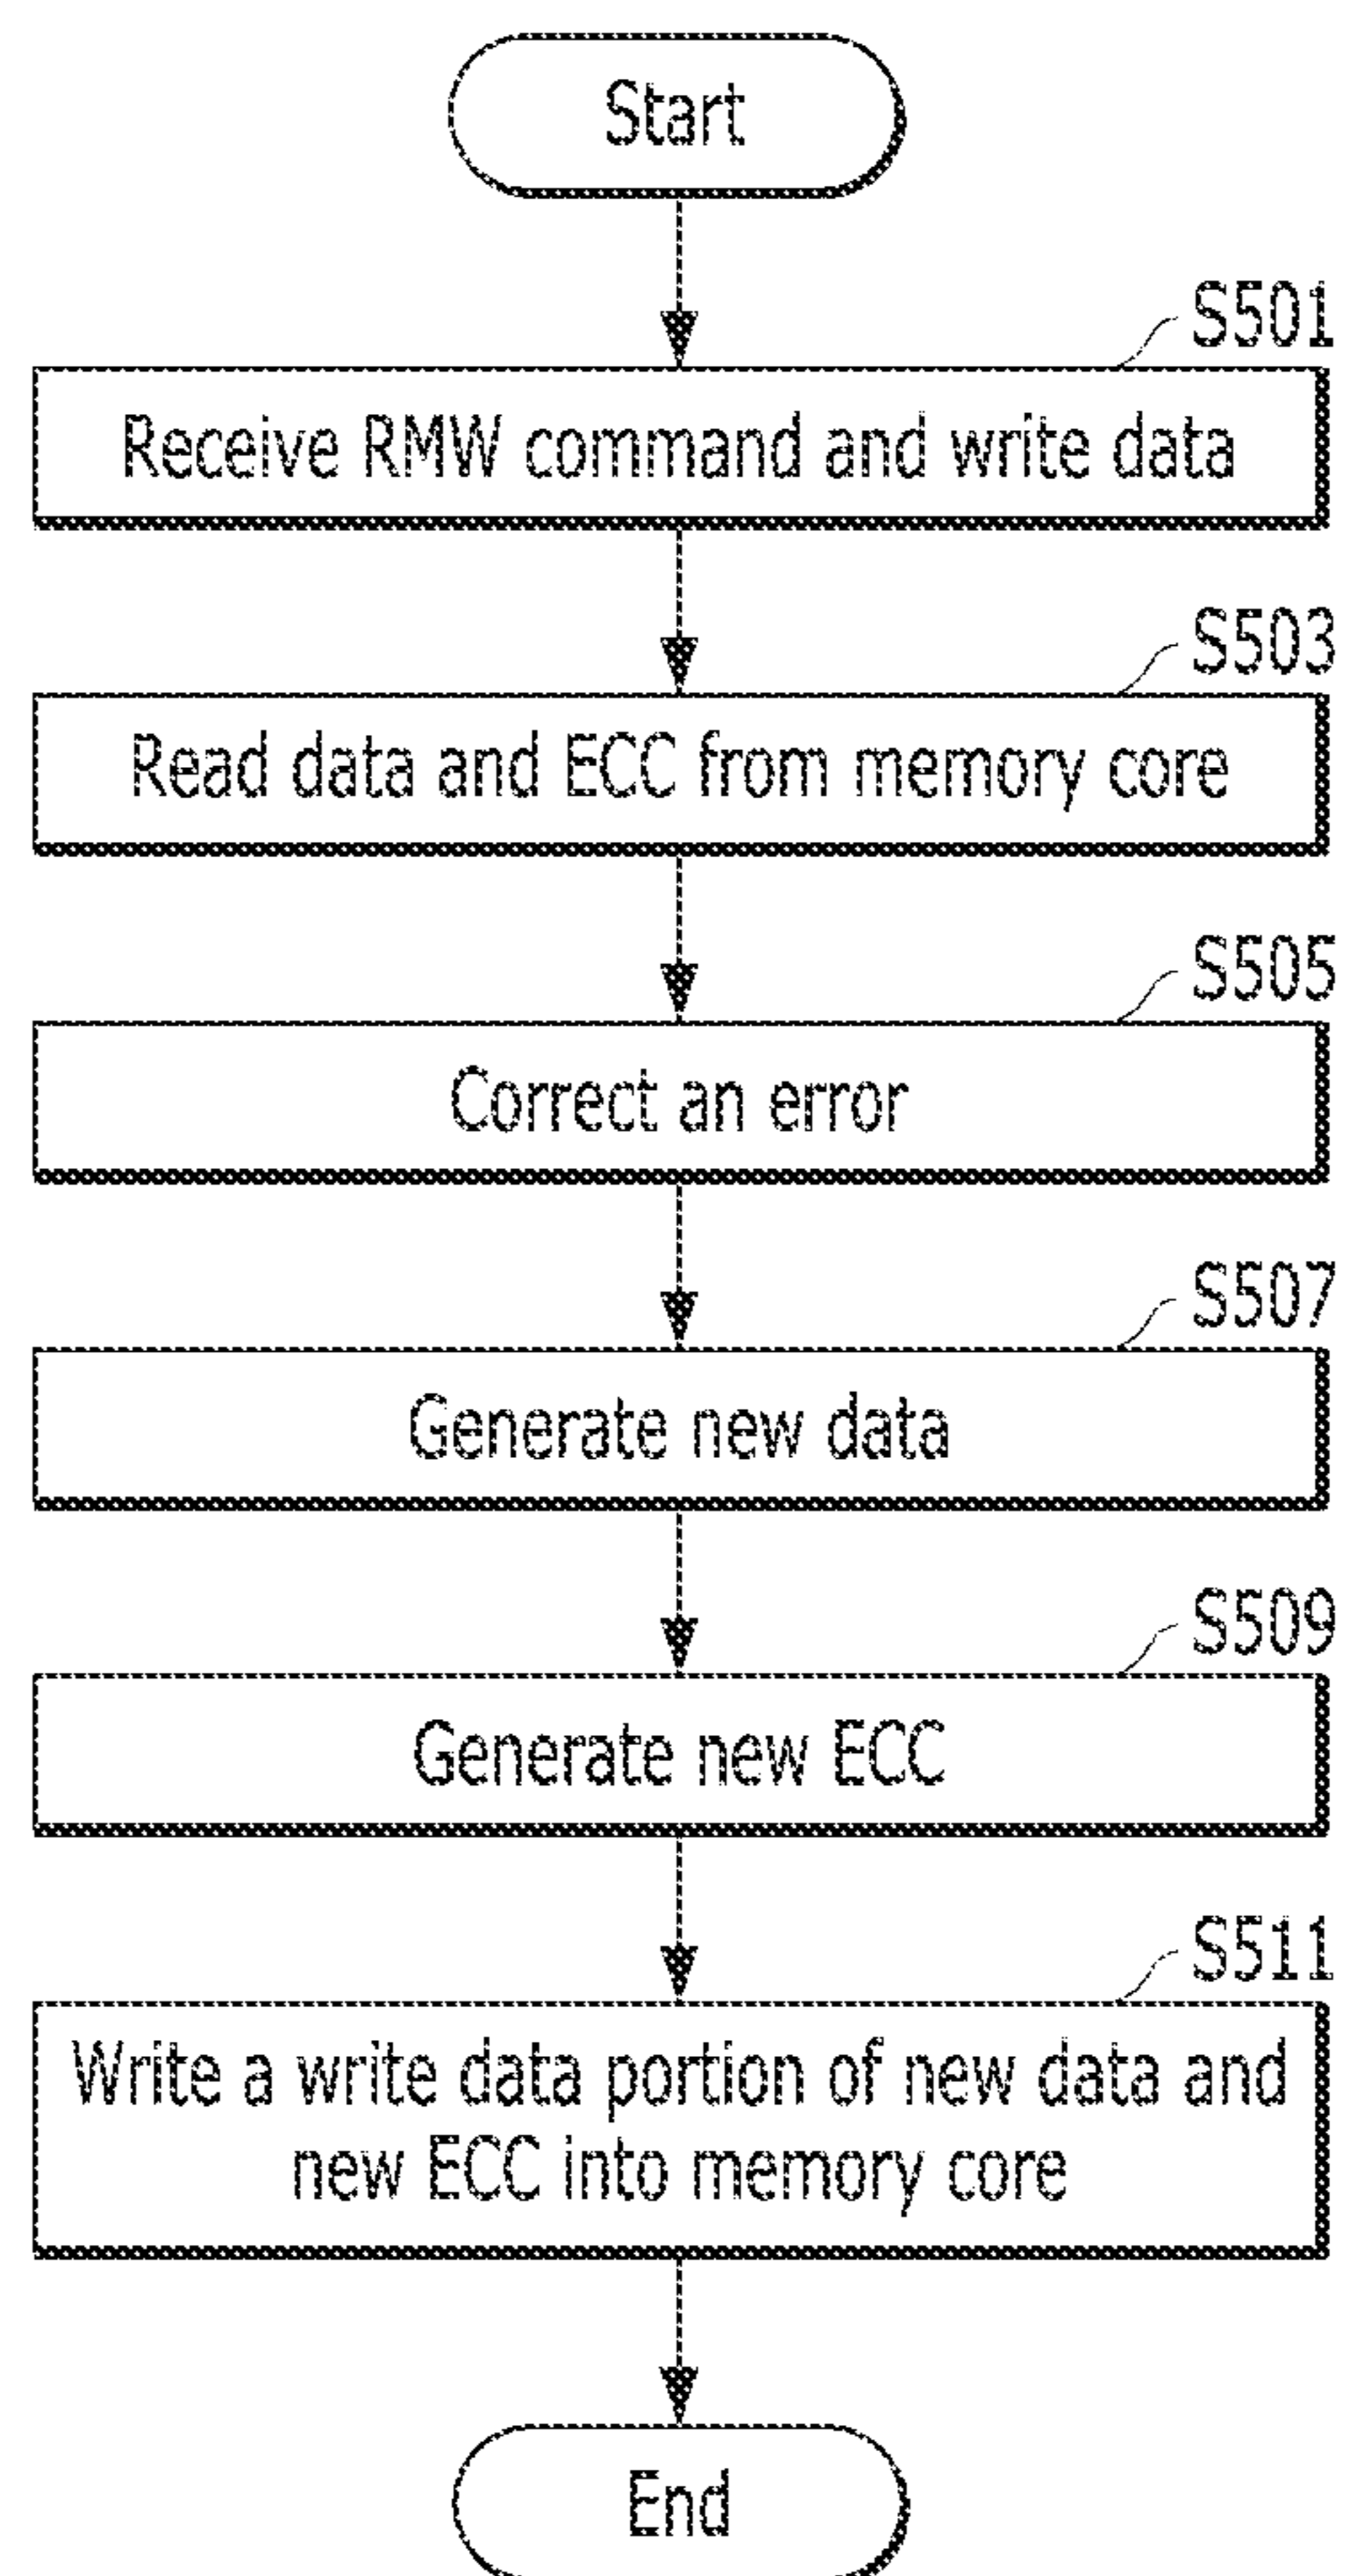 Start
S501
Receive RMW command and write data
S503
Read data and ECC from memory core
S505
Correct an error
S507
Generate new data
S509
Generate new ECC
S511
Write a write data portion of new data and
new ECC into memory core
End